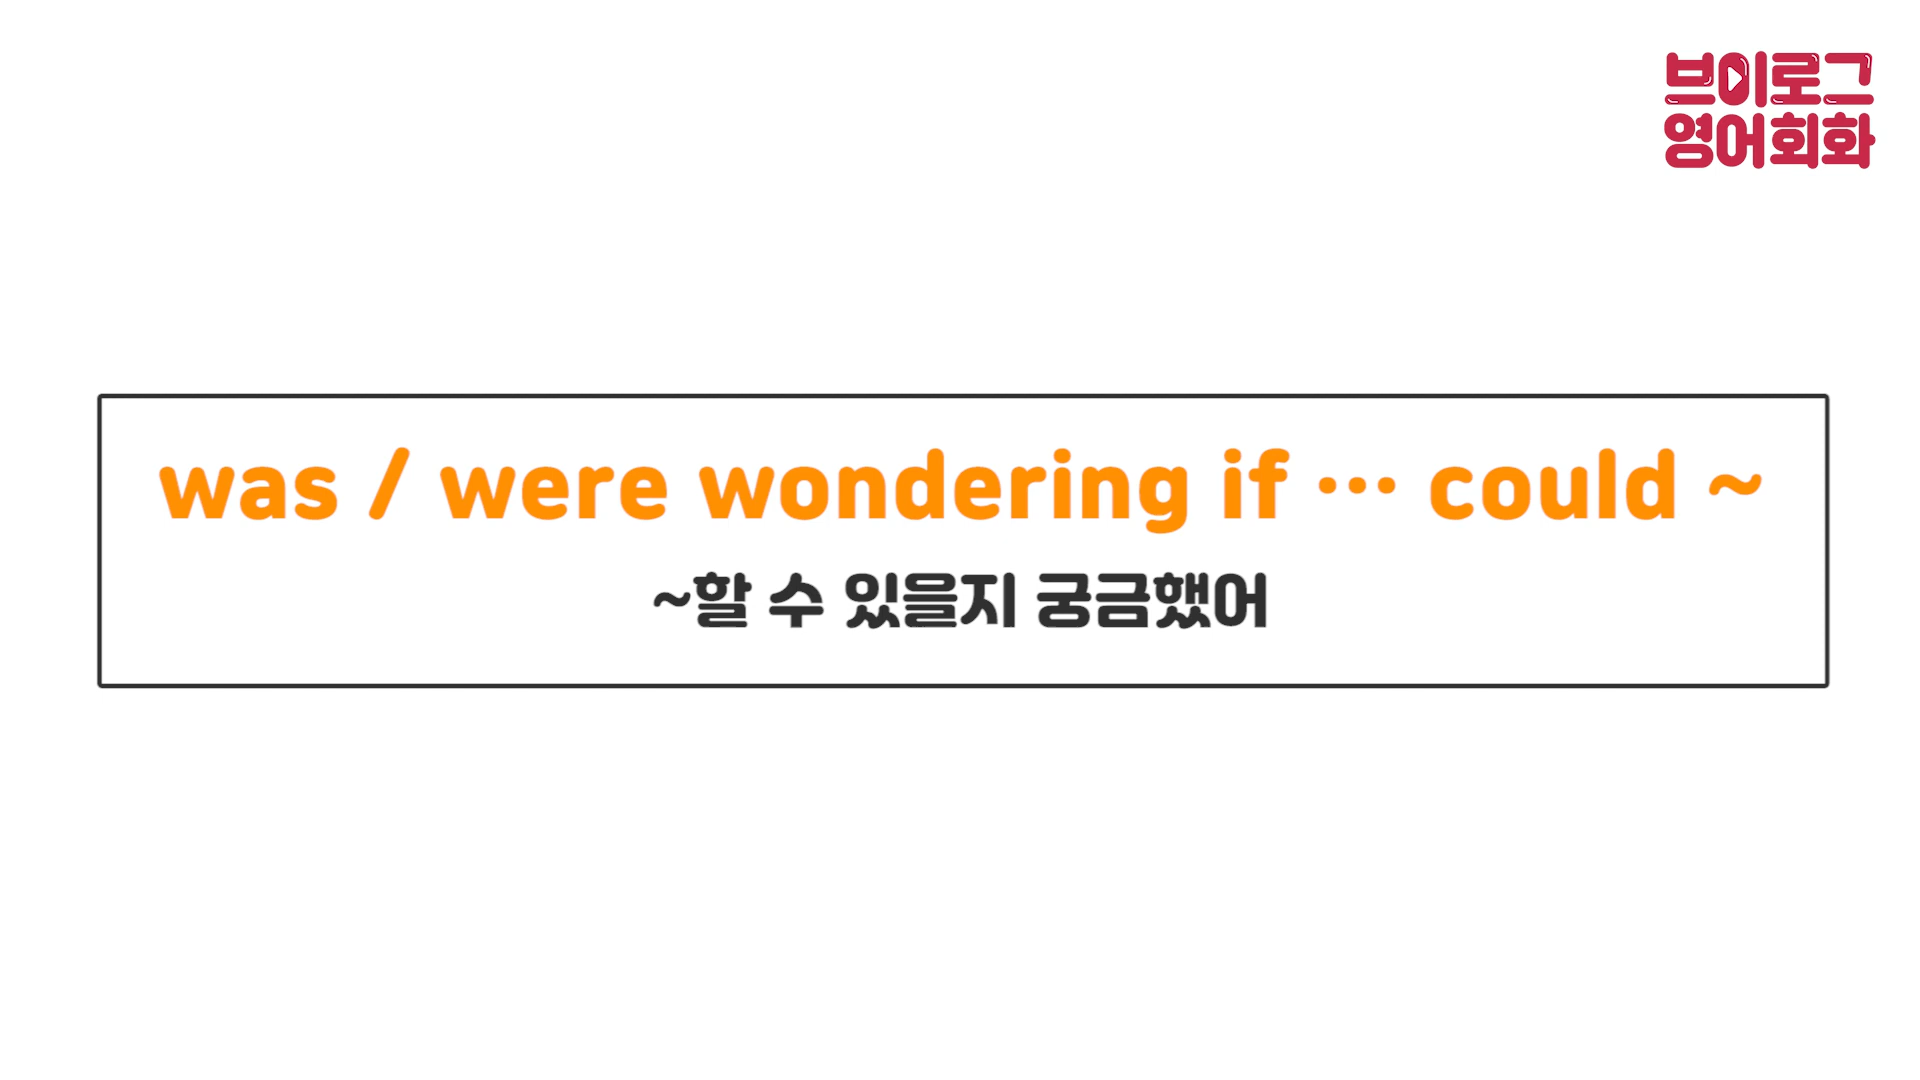 브이로그
영어회화
was / were wondering if ··· could ~
~할 수 있을지 궁금했어